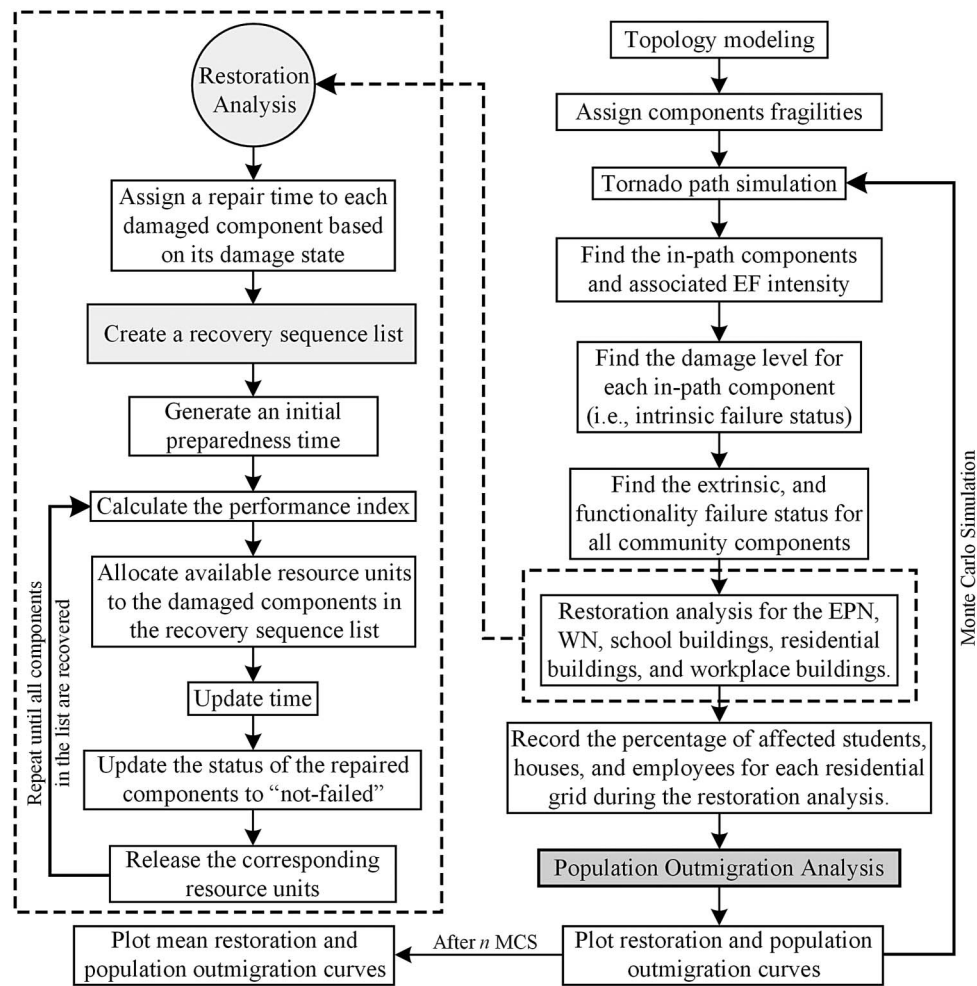 Restoration
Analysis
Assign a repair time to each
damaged component based
on its damage state
Create a recovery sequence list
Generate an initial
preparedness time
Calculate the performance index
Allocate available resource units
to the damaged components in
the recovery sequence list
Update time
Update the status of the repaired
components to “not-failed”
Release the corresponding
resource units
Repeat until all components
in the list are recovered
Topology modeling
Assign components fragilities
Tornado path simulation
Find the in-path components
and associated EF intensity
Find the damage level for
each in-path component
(i.e., intrinsic failure status)
Find the extrinsic, and
functionality failure status for
all community components
Restoration analysis for the EPN,
WN, school buildings, residential
buildings, and workplace buildings.
Record the percentage of affected students,
houses, and employees for each residential
grid during the restoration analysis.
Population Outmigration Analysis
Plot restoration and population
outmigration curves
Monte Carlo Simulation
After n MCS
Plot mean restoration and
population outmigration curves